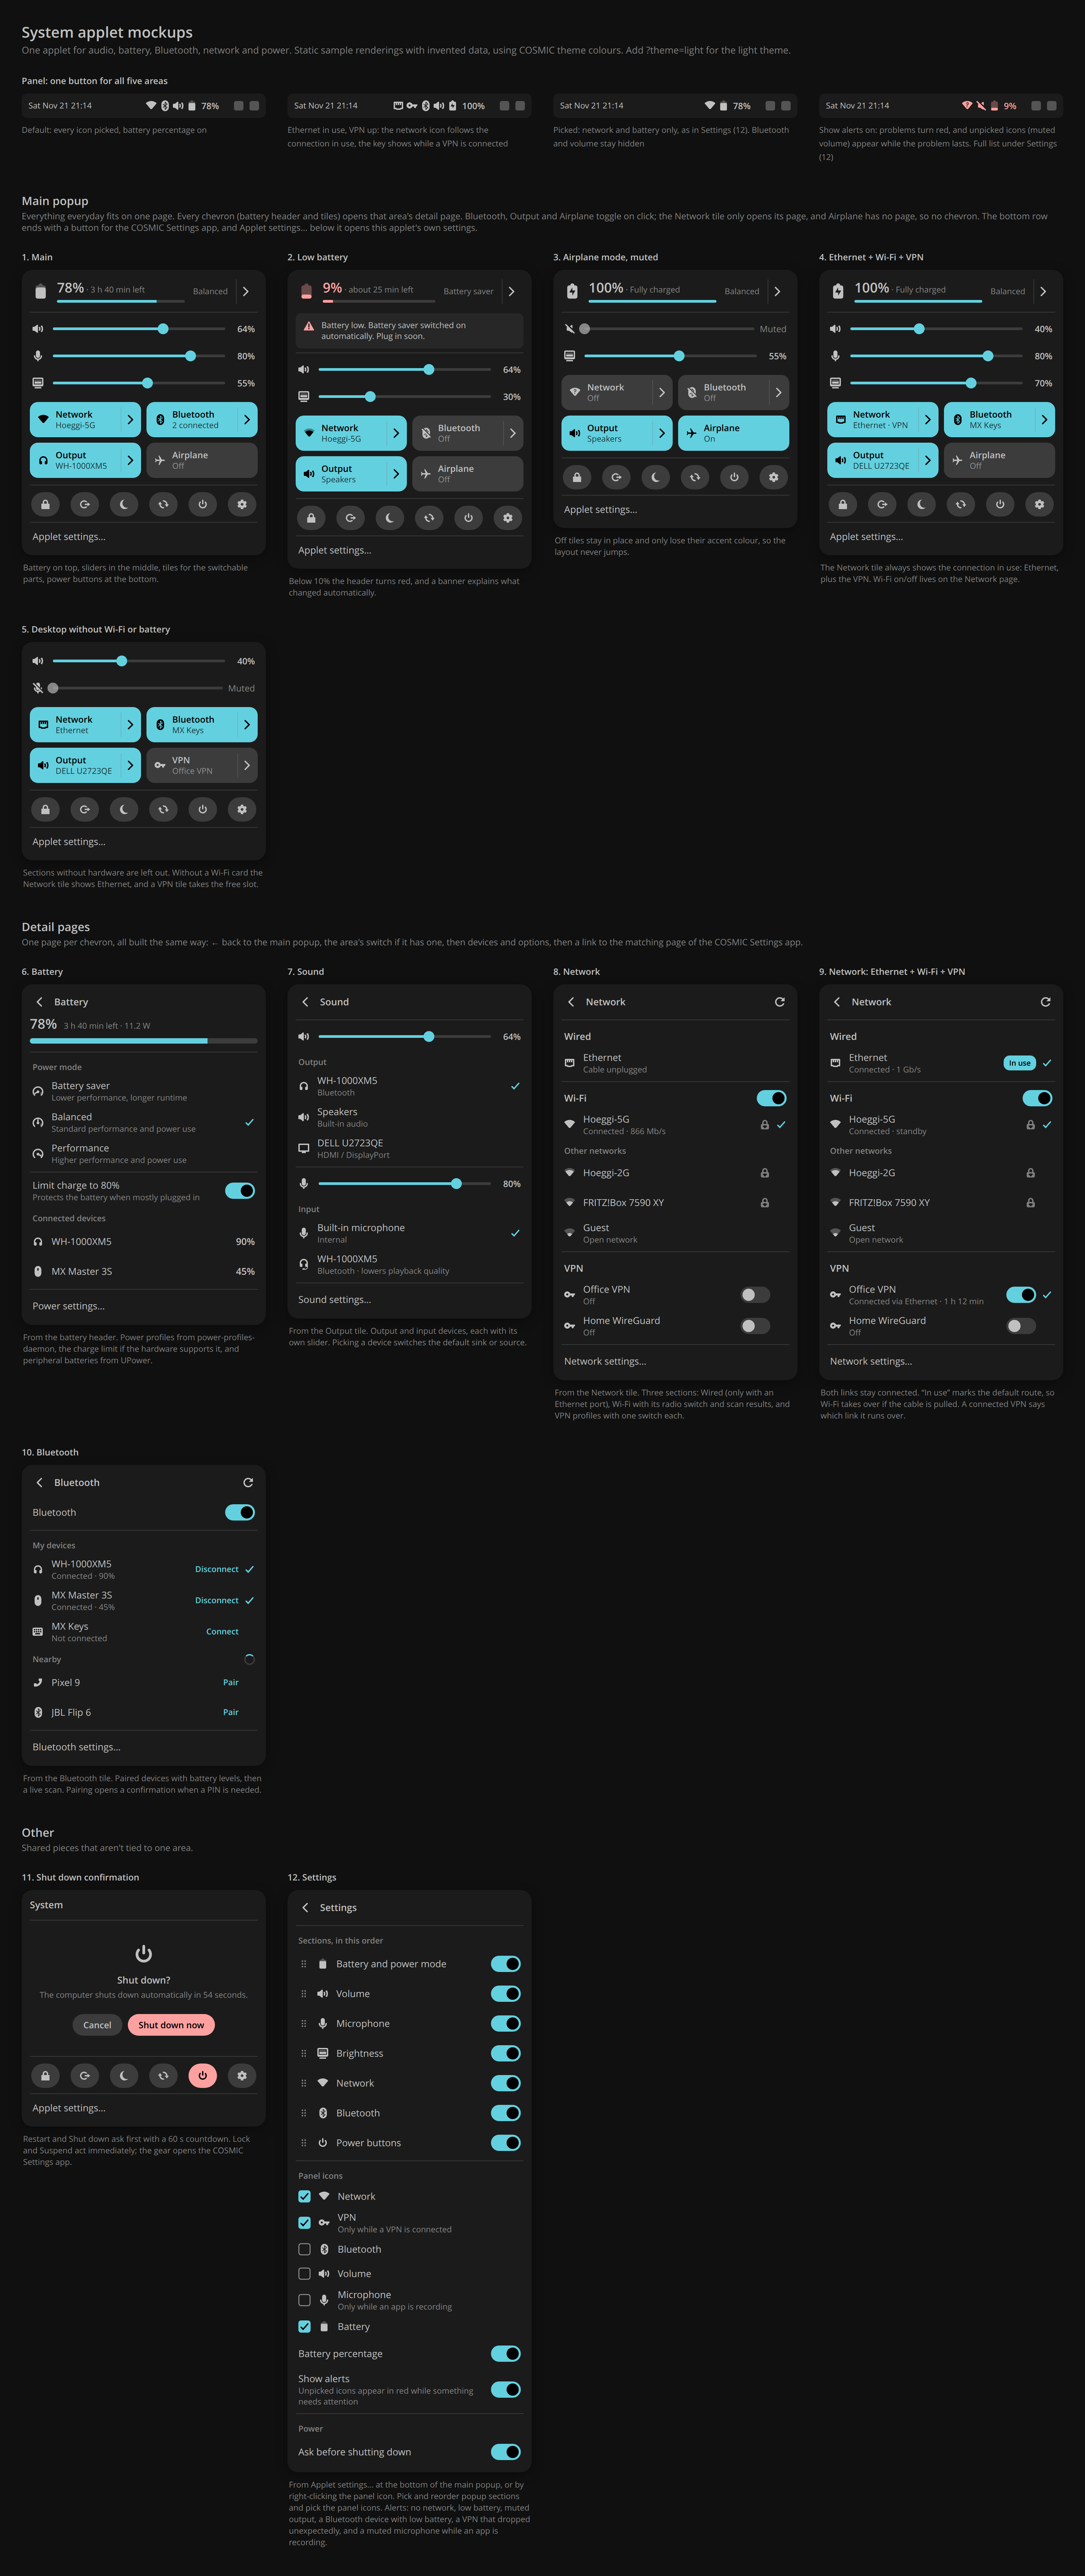 System applet mockups
One applet for audio, battery, Bluetooth, network and power. Static sample renderings with invented data, using COSMIC theme colours. Add ?theme=light for the light theme.
Panel: one button for all five areas
Sat Nov 21 21:14
78%
Default: every icon picked, battery percentage on
Sat Nov 21 21:14
100%
Ethernet in use, VPN up: the network icon follows the
connection in use, the key shows while a VPN is connected
Sat Nov 21 21:14
78%
Picked: network and battery only, as in Settings (12). Bluetooth
and volume stay hidden
Sat Nov 21 21:14
9%
Show alerts on: problems turn red, and unpicked icons (muted
volume) appear while the problem lasts. Full list under Settings
(12)
Main popup
Everything everyday fits on one page. Every chevron (battery header and tiles) opens that area's detail page. Bluetooth, Output and Airplane toggle on click; the Network tile only opens its page, and Airplane has no page, so no chevron. The bottom row
ends with a button for the COSMIC Settings app, and Applet settings... below it opens this applet's own settings.
1. Main
78% · 3 h 40 min left
Balanced
64%
80%
55%
Network
Hoeggi-5G
Bluetooth
2 connected
Output
WH-1000XM5
Airplane
Off
Applet settings...
Battery on top, sliders in the middle, tiles for the switchable
parts, power buttons at the bottom.
2. Low battery
9% · about 25 min left
Battery saver
Battery low. Battery saver switched on
automatically. Plug in soon.
64%
30%
Network
Hoeggi-5G
Bluetooth
Off
Output
Speakers
Airplane
Off
Applet settings...
Below 10% the header turns red, and a banner explains what
changed automatically.
3. Airplane mode, muted
100% · Fully charged
Balanced
Muted
55%
Network
Off
Bluetooth
Off
Output
Speakers
Airplane
On
Applet settings...
Off tiles stay in place and only lose their accent colour, so the
layout never jumps.
4. Ethernet + Wi-Fi + VPN
100% · Fully charged
Balanced
40%
80%
70%
Network
Ethernet · VPN
Bluetooth
MX Keys
Output
DELL U2723QE
Airplane
Off
Applet settings...
The Network tile always shows the connection in use: Ethernet,
plus the VPN. Wi-Fi on/off lives on the Network page.
5. Desktop without Wi-Fi or battery
40%
Muted
Network
Ethernet
Bluetooth
MX Keys
Output
DELL U2723QE
VPN
Office VPN
Applet settings...
Sections without hardware are left out. Without a Wi-Fi card the
Network tile shows Ethernet, and a VPN tile takes the free slot.
Detail pages
One page per chevron, all built the same way: ← back to the main popup, the area's switch if it has one, then devices and options, then a link to the matching page of the COSMIC Settings app.
6. Battery
Battery
78% 3 h 40 min left · 11.2 W
Power mode
Battery saver
Lower performance, longer runtime
Balanced
Standard performance and power use
Performance
Higher performance and power use
Limit charge to 80%
Protects the battery when mostly plugged in
Connected devices
WH-1000XM5
90%
MX Master 3S
45%
Power settings...
From the battery header. Power profiles from power-profiles-
daemon, the charge limit if the hardware supports it, and
peripheral batteries from UPower.
7. Sound
Sound
64%
Output
WH-1000XM5
Bluetooth
Speakers
Built-in audio
DELL U2723QE
HDMI / DisplayPort
80%
Input
Built-in microphone
Internal
WH-1000XM5
Bluetooth · lowers playback quality
Sound settings...
From the Output tile. Output and input devices, each with its
own slider. Picking a device switches the default sink or source.
8. Network
Network
Wired
Ethernet
Cable unplugged
Wi-Fi
Hoeggi-5G
Connected · 866 Mb/s
Other networks
Hoeggi-2G
FRITZ!Box 7590 XY
Guest
Open network
VPN
Office VPN
Off
Home WireGuard
Off
Network settings...
From the Network tile. Three sections: Wired (only with an
Ethernet port), Wi-Fi with its radio switch and scan results, and
VPN profiles with one switch each.
9. Network: Ethernet + Wi-Fi + VPN
Network
Wired
Ethernet
Connected · 1 Gb/s
In use
Wi-Fi
Hoeggi-5G
Connected · standby
Other networks
Hoeggi-2G
FRITZ!Box 7590 XY
Guest
Open network
VPN
Office VPN
Connected via Ethernet · 1 h 12 min
Home WireGuard
Off
Network settings...
Both links stay connected. "In use" marks the default route, so
Wi-Fi takes over if the cable is pulled. A connected VPN says
which link it runs over.
10. Bluetooth
Bluetooth
Bluetooth
My devices
WH-1000XM5
Connected · 90%
Disconnect
MX Master 3S
Connected · 45%
Disconnect
MX Keys
Not connected
Connect
Nearby
Pixel 9
Pair
JBL Flip 6
Pair
Bluetooth settings...
From the Bluetooth tile. Paired devices with battery levels, then
a live scan. Pairing opens a confirmation when a PIN is needed.
Other
Shared pieces that aren't tied to one area.
11. Shut down confirmation
System
Shut down?
The computer shuts down automatically in 54 seconds.
Cancel
Shut down now
Applet settings...
Restart and Shut down ask first with a 60 s countdown. Lock
and Suspend act immediately; the gear opens the COSMIC
Settings app.
12. Settings
Settings
Sections, in this order
Battery and power mode
Volume
Microphone
Brightness
Network
Bluetooth
Power buttons
Panel icons
Network
VPN
Only while a VPN is connected
Bluetooth
Volume
Microphone
Only while an app is recording
Battery
Battery percentage
Show alerts
Unpicked icons appear in red while something
needs attention
Power
Ask before shutting down
From Applet settings... at the bottom of the main popup, or by
right-clicking the panel icon. Pick and reorder popup sections
and pick the panel icons. Alerts: no network, low battery, muted
output, a Bluetooth device with low battery, a VPN that dropped
unexpectedly, and a muted microphone while an app is
recording.